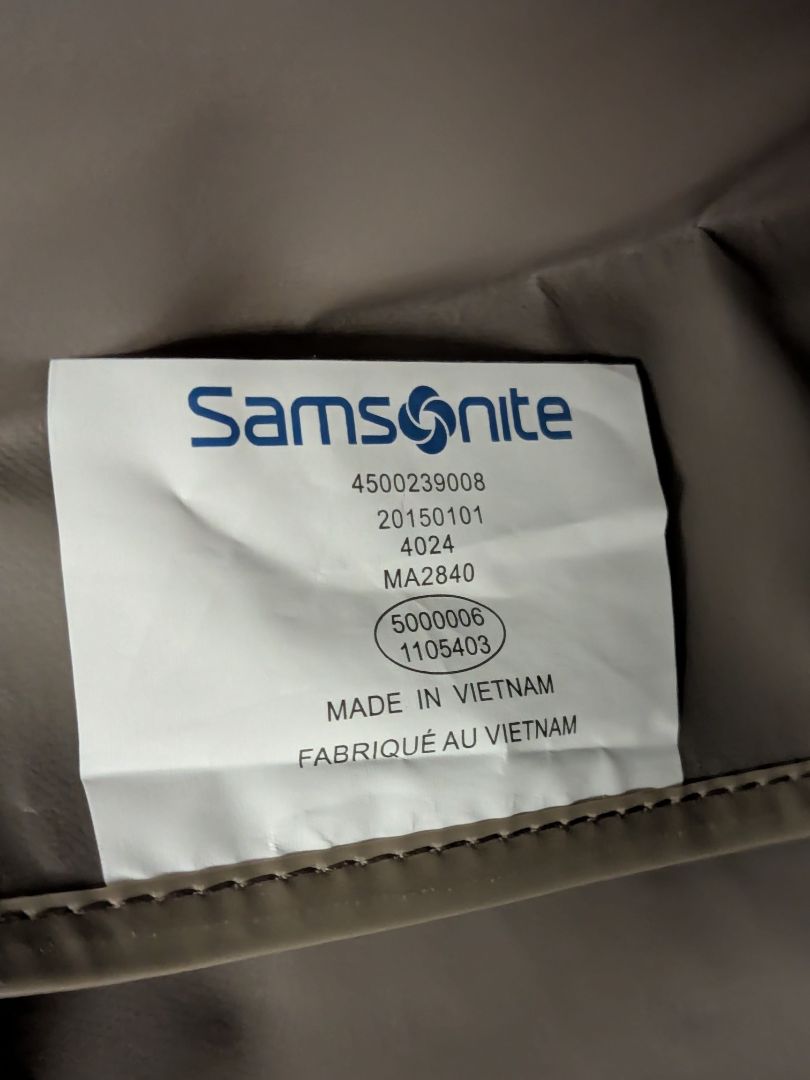 Samsonite
4500239008
20150101
4024
MA2840
5000006
1105403
MADE IN VIETNAM
FABRIQUÉ AU VIETNAM